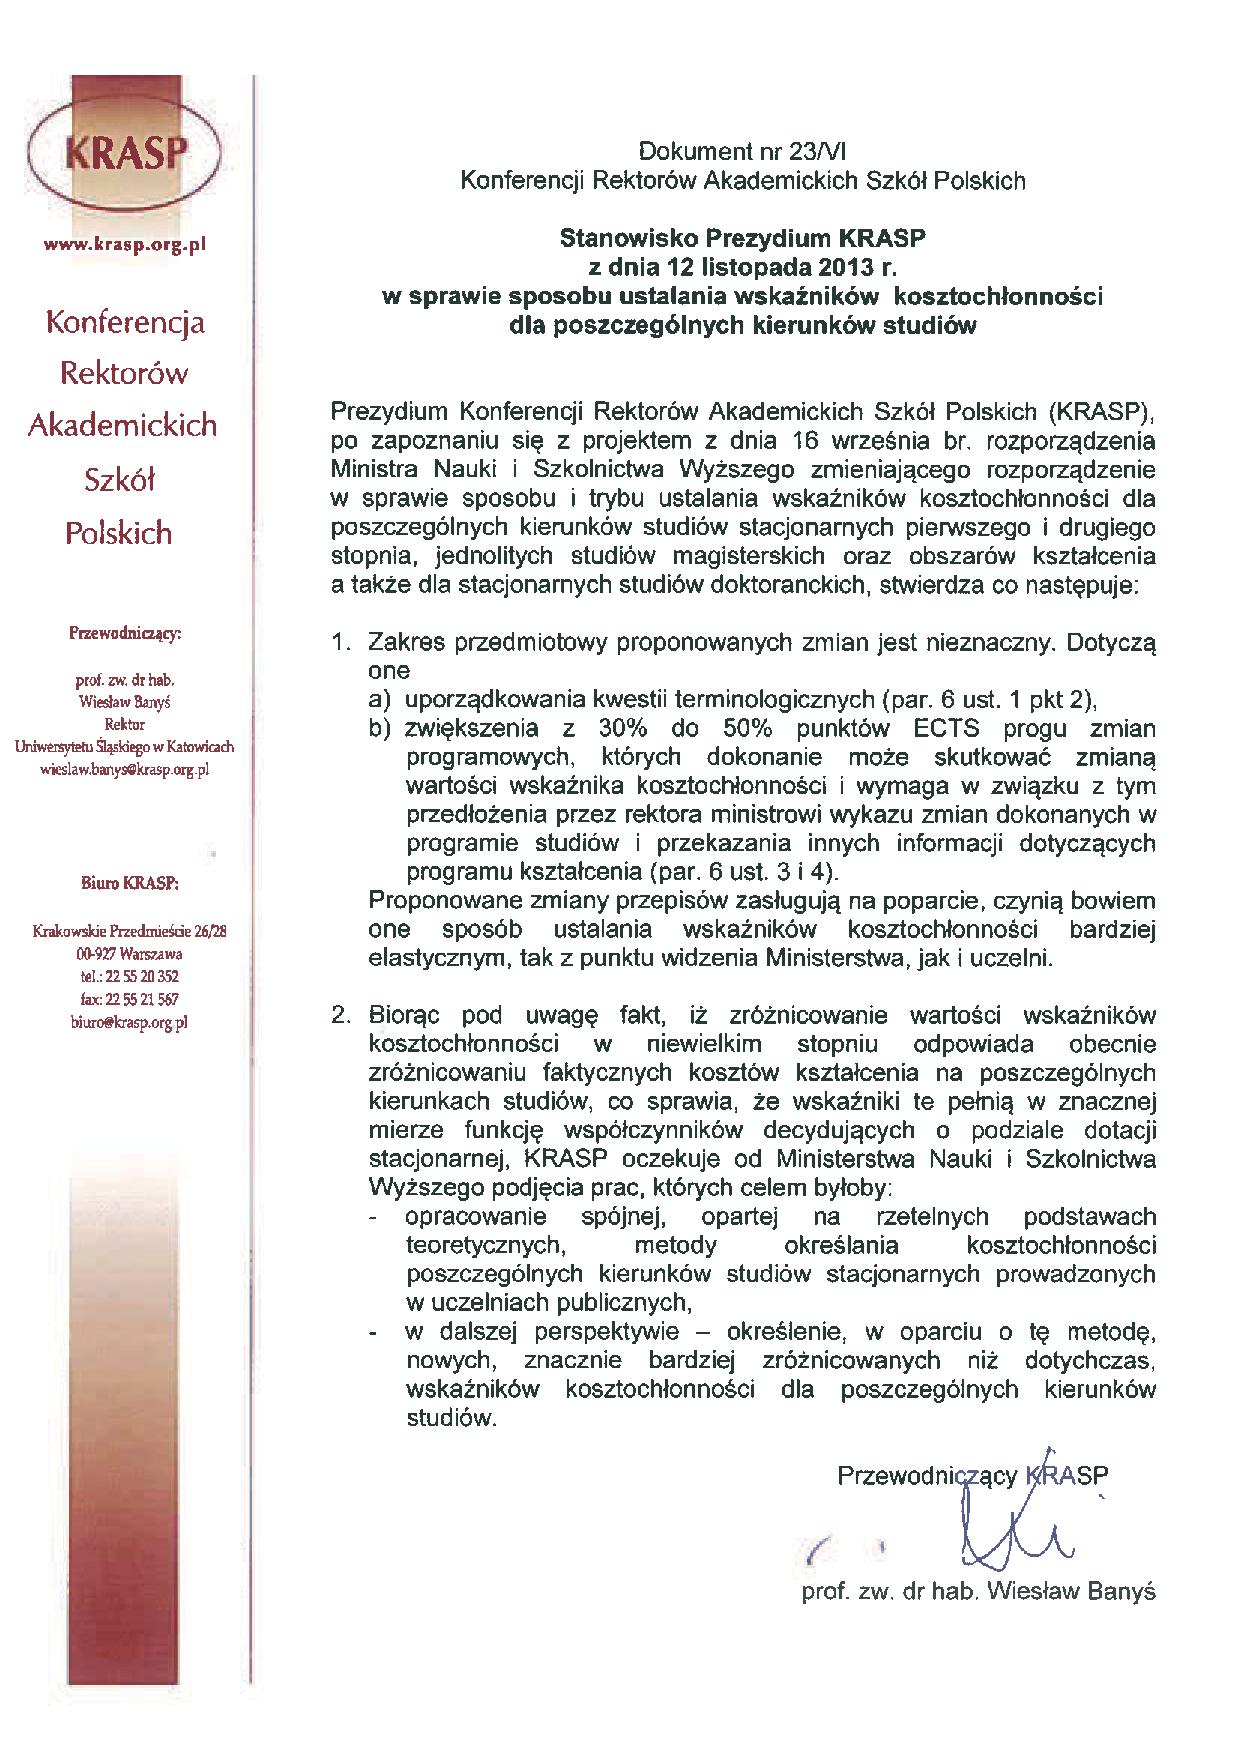 KRASP
www.krasp.org.pl
Konferencja
Rektorów
Akademickich
Szkół
Polskich
Przewodniczący:
prof. zw. dr hab.
Wiesław Banyś
Rektor
Uniwersytetu Śląskiego w Katowicach
wieslaw.banys@krasp.org.pl
Biuro KRASP:
Krakowskie Przedmieście 26/28
00-927 Warszawa
tel.: 22 55 20 352
fax: 22 55 21 567
biuro@krasp.org.pl
Dokument nr 23/VI
Konferencji Rektorów Akademickich Szkół Polskich
Stanowisko Prezydium KRASP
z dnia 12 listopada 2013 r.
w sprawie sposobu ustalania wskaźników kosztochłonności
dla poszczególnych kierunków studiów
Prezydium Konferencji Rektorów Akademickich Szkół Polskich (KRASP),
po zapoznaniu się z projektem z dnia 16 września br. rozporządzenia
Ministra Nauki i Szkolnictwa Wyższego zmieniającego rozporządzenie
w sprawie sposobu i trybu ustalania wskaźników kosztochłonności dla
poszczególnych kierunków studiów stacjonarnych pierwszego i drugiego
stopnia, jednolitych studiów magisterskich oraz obszarów kształcenia
a także dla stacjonarnych studiów doktoranckich, stwierdza co następuje:
1. Zakres przedmiotowy proponowanych zmian jest nieznaczny. Dotyczą
one
a) uporządkowania kwestii terminologicznych (par. 6 ust. 1 pkt 2),
b) zwiększenia z 30% do 50% punktów ECTS progu zmian
programowych, których dokonanie może skutkować zmianą
wartości wskaźnika kosztochłonności i wymaga w związku z tym
przedłożenia przez rektora ministrowi wykazu zmian dokonanych w
programie studiów i przekazania innych informacji dotyczących
programu kształcenia (par. 6 ust. 3 i 4).
Proponowane zmiany przepisów zasługują na poparcie, czynią bowiem
one sposób ustalania wskaźników kosztochłonności bardziej
elastycznym, tak z punktu widzenia Ministerstwa, jak i uczelni.
2. Biorąc pod uwagę fakt, iż zróżnicowanie wartości wskaźników
kosztochłonności w niewielkim stopniu odpowiada obecnie
zróżnicowaniu faktycznych kosztów kształcenia na poszczególnych
kierunkach studiów, co sprawia, że wskaźniki te pełnią w znacznej
mierze funkcję współczynników decydujących o podziale dotacji
stacjonarnej, KRASP oczekuje od Ministerstwa Nauki i Szkolnictwa
Wyższego podjęcia prac, których celem byłoby:
- opracowanie spójnej, opartej na rzetelnych podstawach
teoretycznych, metody określania kosztochłonności
poszczególnych kierunków studiów stacjonarnych prowadzonych
w uczelniach publicznych,
- w dalszej perspektywie – określenie, w oparciu o tę metodę,
nowych, znacznie bardziej zróżnicowanych niż dotychczas,
wskaźników kosztochłonności dla poszczególnych kierunków
studiów.
Przewodniczący KRASP
prof. zw. dr hab. Wiesław Banyś